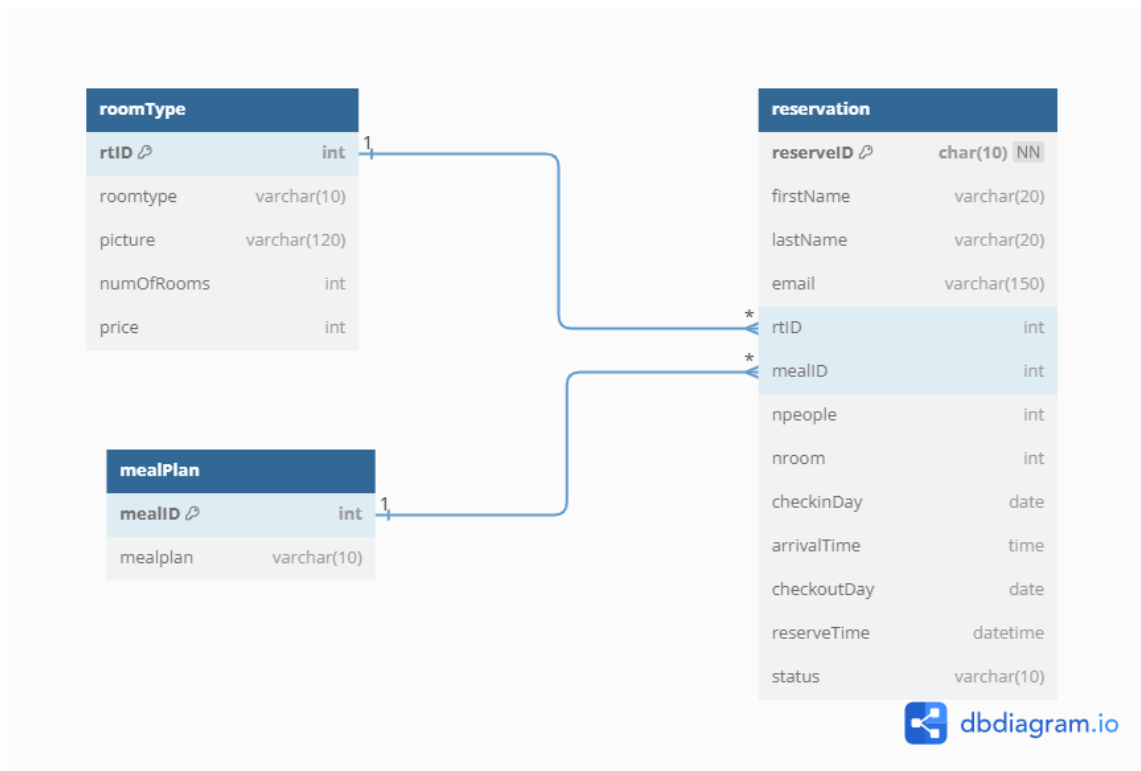 roomType
rtID int
roomtype varchar(10)
picture varchar(120)
numOfRooms int
price int
1
mealPlan
mealID int
mealplan varchar(10)
1
reservation
reserveID char(10) NN
firstName varchar(20)
lastName varchar(20)
email varchar(150)
* rtID int
* mealID int
npeople int
nroom int
checkinDay date
arrivalTime time
checkoutDay date
reserveTime datetime
status varchar(10)
dbdiagram.io